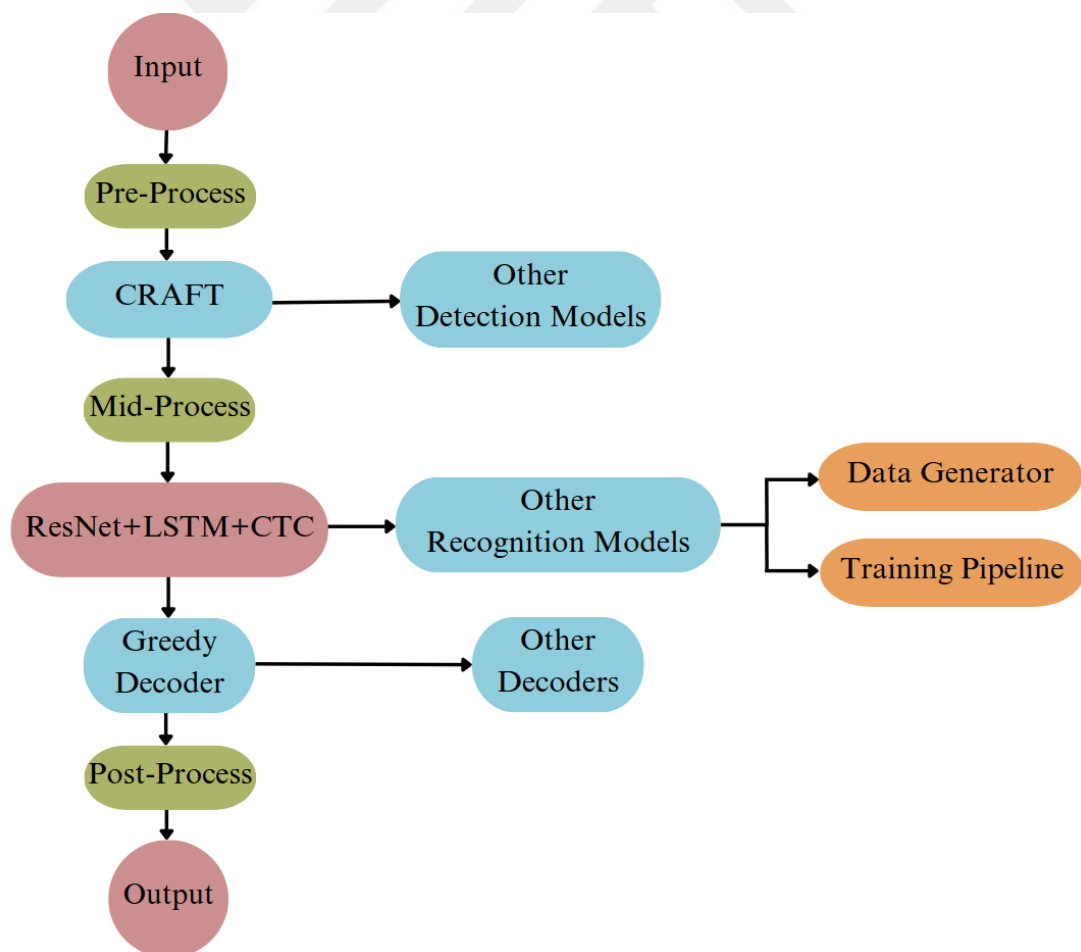 Input
Pre-Process
CRAFT
Other
Detection Models
Mid-Process
ResNet+LSTM+CTC
Other
Recognition Models
Data Generator
Training Pipeline
Greedy
Decoder
Other
Decoders
Post-Process
Output